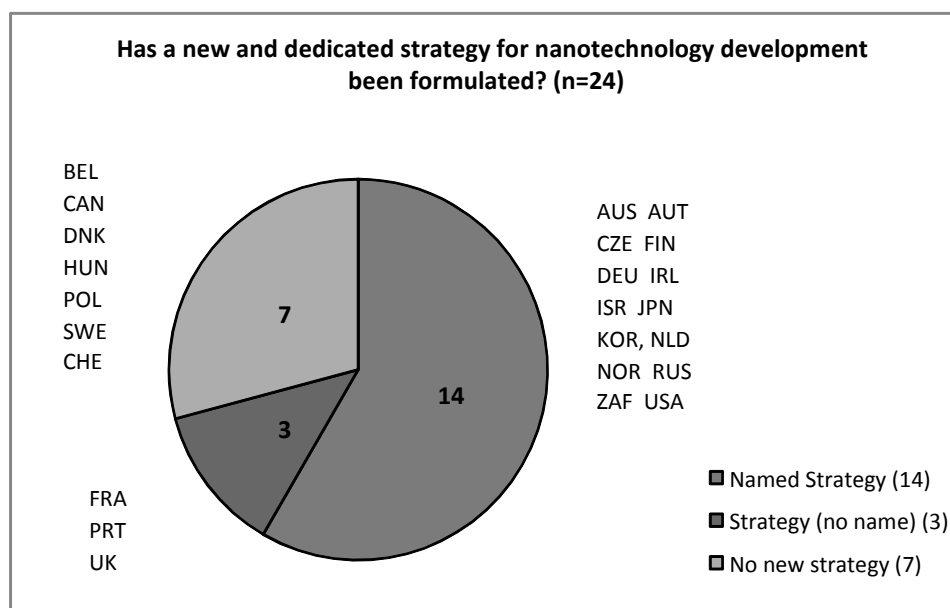 Has a new and dedicated strategy for nanotechnology development
been formulated? (n=24)
BEL
CAN
DNK
HUN
POL
SWE
CHE
7
3
14
AUS AUT
CZE FIN
DEU IRL
ISR JPN
KOR, NLD
NOR RUS
ZAF USA
FRA
PRT
UK
Named Strategy (14)
Strategy (no name) (3)
No new strategy (7)